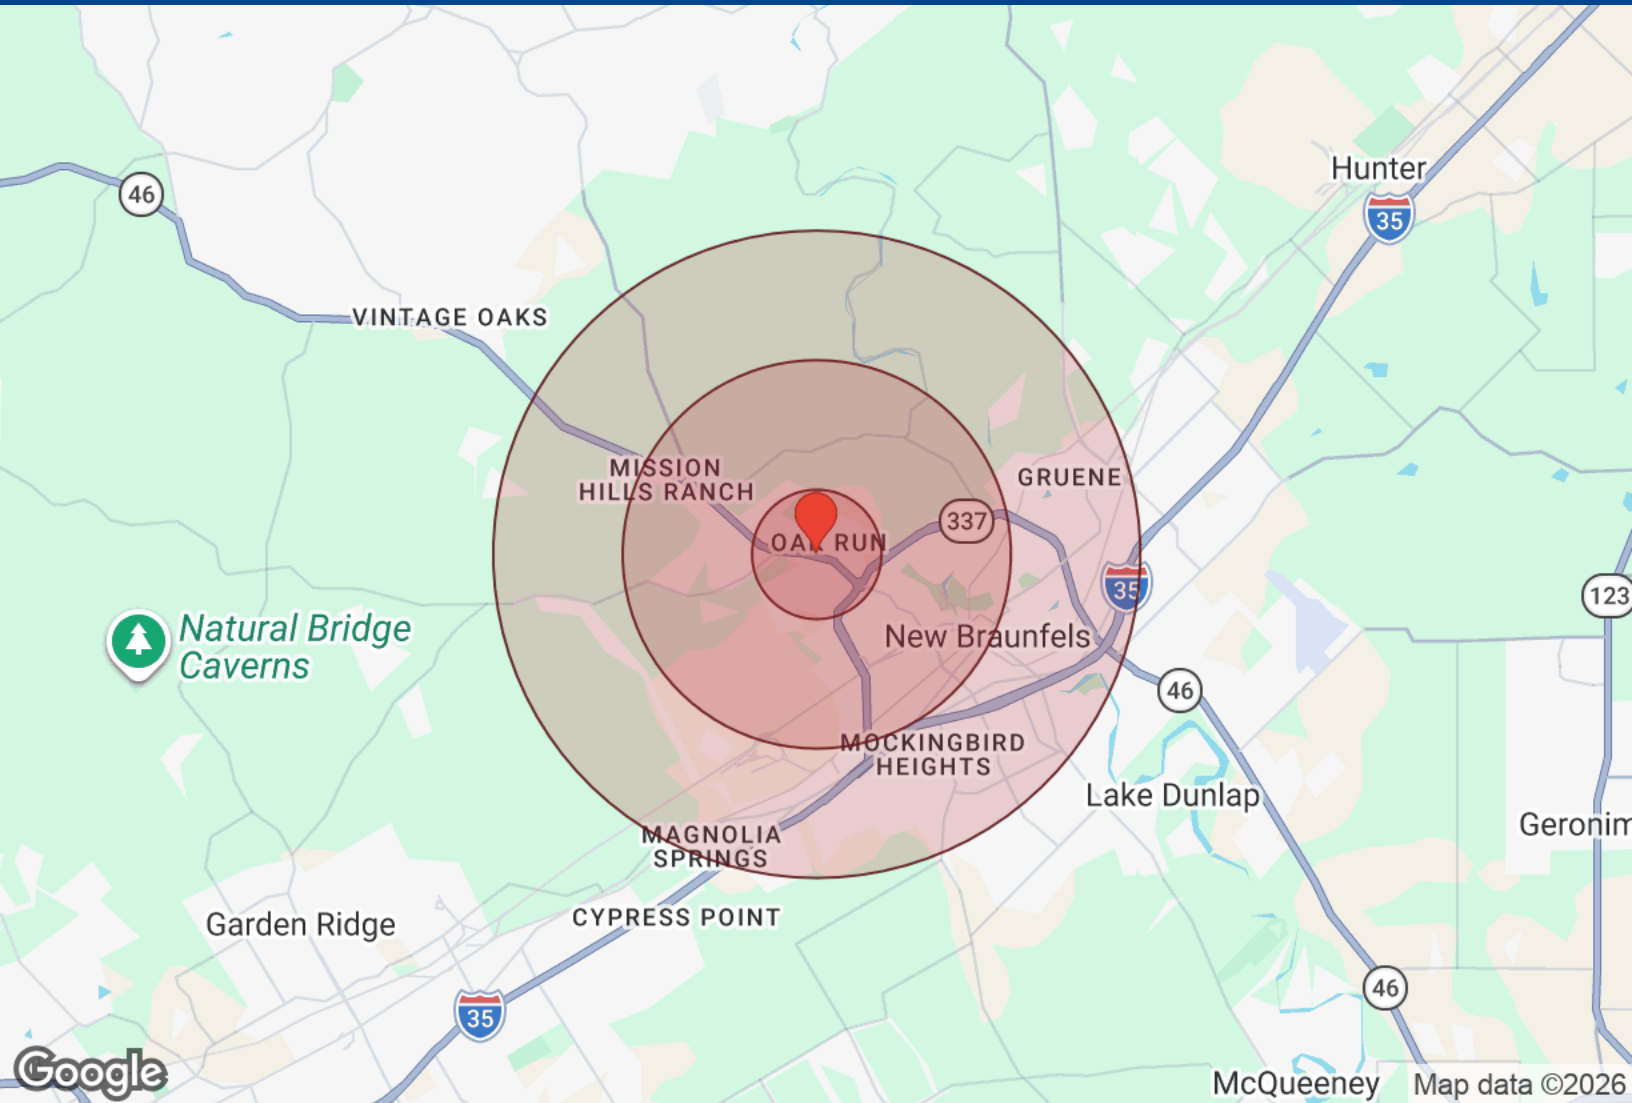 Hunter
35
46
VINTAGE OAKS
MISSION
HILLS RANCH
GRUENE
337
OAK RUN
35
123
Natural Bridge
Caverns
New Braunfels
46
MOCKINGBIRD
HEIGHTS
Lake Dunlap
Geronim
MAGNOLIA
SPRINGS
CYPRESS POINT
Garden Ridge
46
35
Google
McQueeney
Map data ©2026